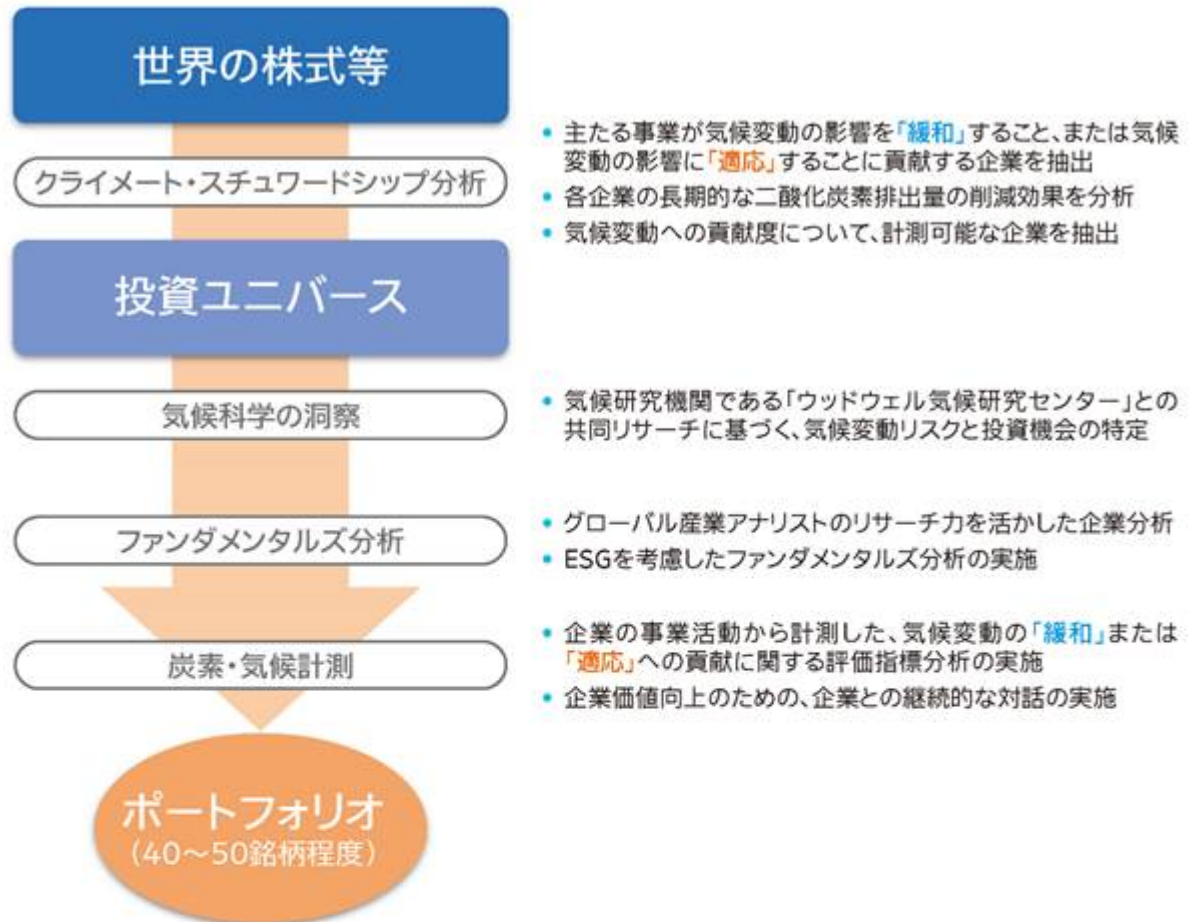 世界の株式等
クライメート・スチュワードシップ分析
• 主たる事業が気候変動の影響を「緩和」すること、または気候
変動の影響に「適応」することに貢献する企業を抽出
• 各企業の長期的な二酸化炭素排出量の削減効果を分析
• 気候変動への貢献度について、計測可能な企業を抽出
投資ユニバース
気候科学の洞察
• 気候研究機関である「ウッドウェル気候研究センター」との
共同リサーチに基づく、気候変動リスクと投資機会の特定
ファンダメンタルズ分析
• グローバル産業アナリストのリサーチ力を活かした企業分析
• ESGを考慮したファンダメンタルズ分析の実施
炭素・気候計測
• 企業の事業活動から計測した、気候変動の「緩和」または
「適応」への貢献に関する評価指標分析の実施
• 企業価値向上のための、企業との継続的な対話の実施
ポートフォリオ
(40～50銘柄程度)